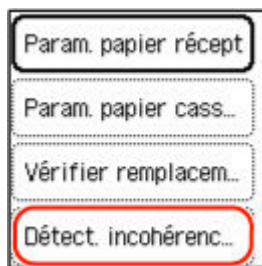 Param. papier récept
Param. papier cass...
Vérifier remplacem...
Détect. incohérenc...